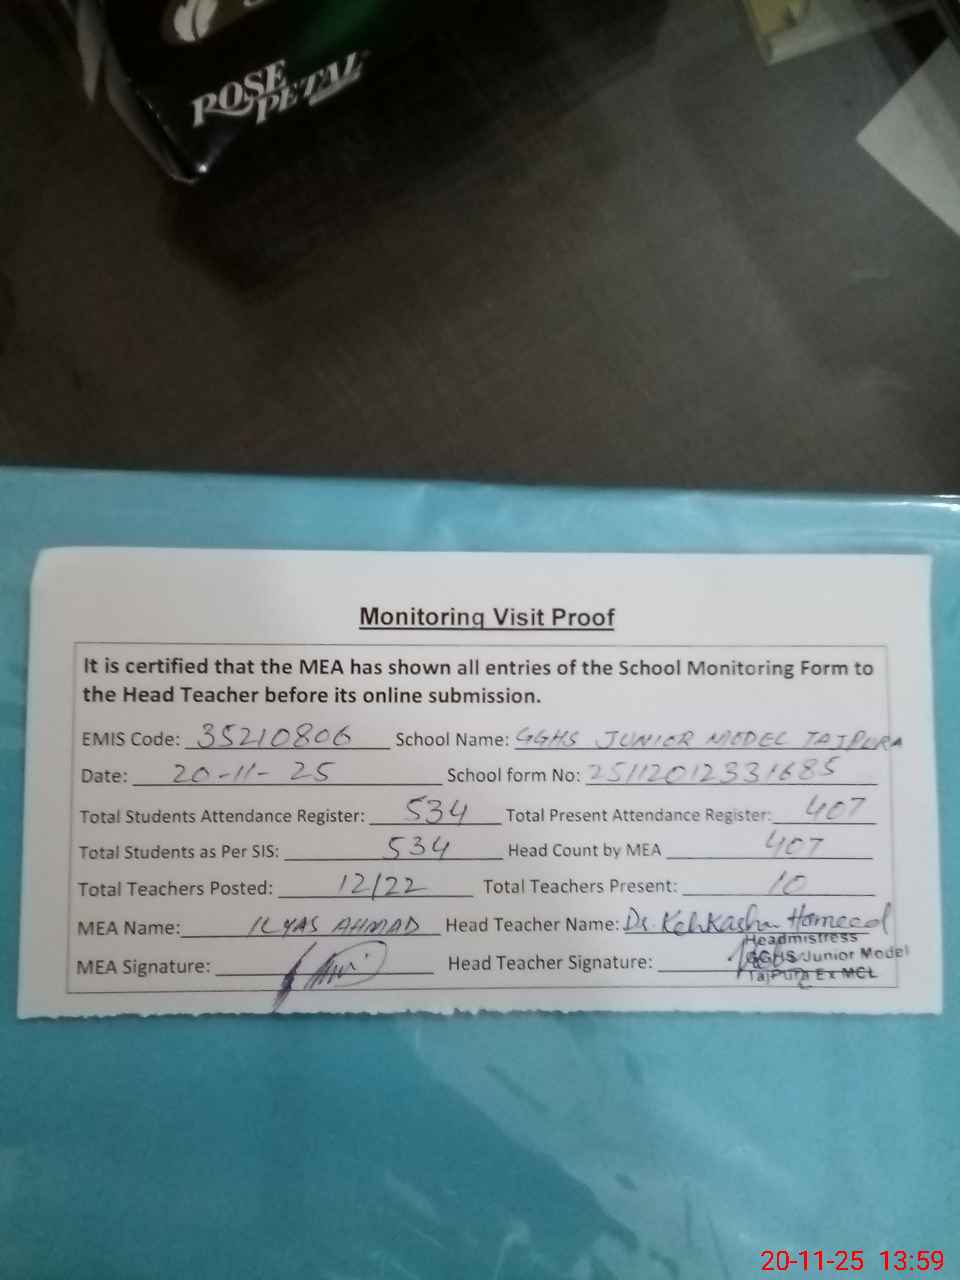 ROSE
PETAL
Monitoring Visit Proof
It is certified that the MEA has shown all entries of the School Monitoring Form to
the Head Teacher before its online submission.
EMIS Code: 35210806 School Name: GGHS JUNIOR MODEL TAJPURA
Date: 20-11-25 School form No: 25112012331685
Total Students Attendance Register: 534 Total Present Attendance Register: 407
Total Students as Per SIS: 534 Head Count by MEA 407
Total Teachers Posted: 12/22 Total Teachers Present: 10
MEA Name: ILYAS AHMAD Head Teacher Name: Dr. Kehkashan Hameed
Headmistress
MEA Signature: Head Teacher Signature:
GGHS Junior Model
TajPura Ex MCL
20-11-25 13:59